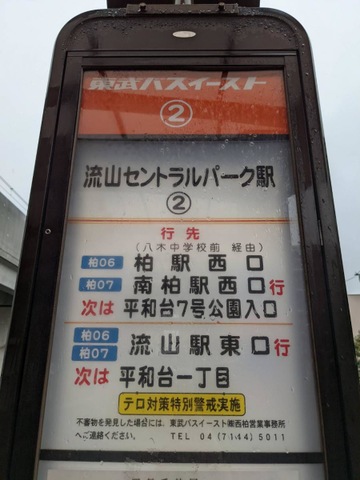 東武バスイースト
②
流山セントラルパーク駅
②
行先
(八木中学校前 経由)
柏06 柏駅西口
柏07 南柏駅西口行
次は 平和台7号公園入口
柏06
柏07 流山駅東口行
次は 平和台一丁目
テロ対策特別警戒実施
不審物を発見した場合には、東武バスイースト㈱西柏営業事務所
へご連絡ください。 TEL 04(7144)5011